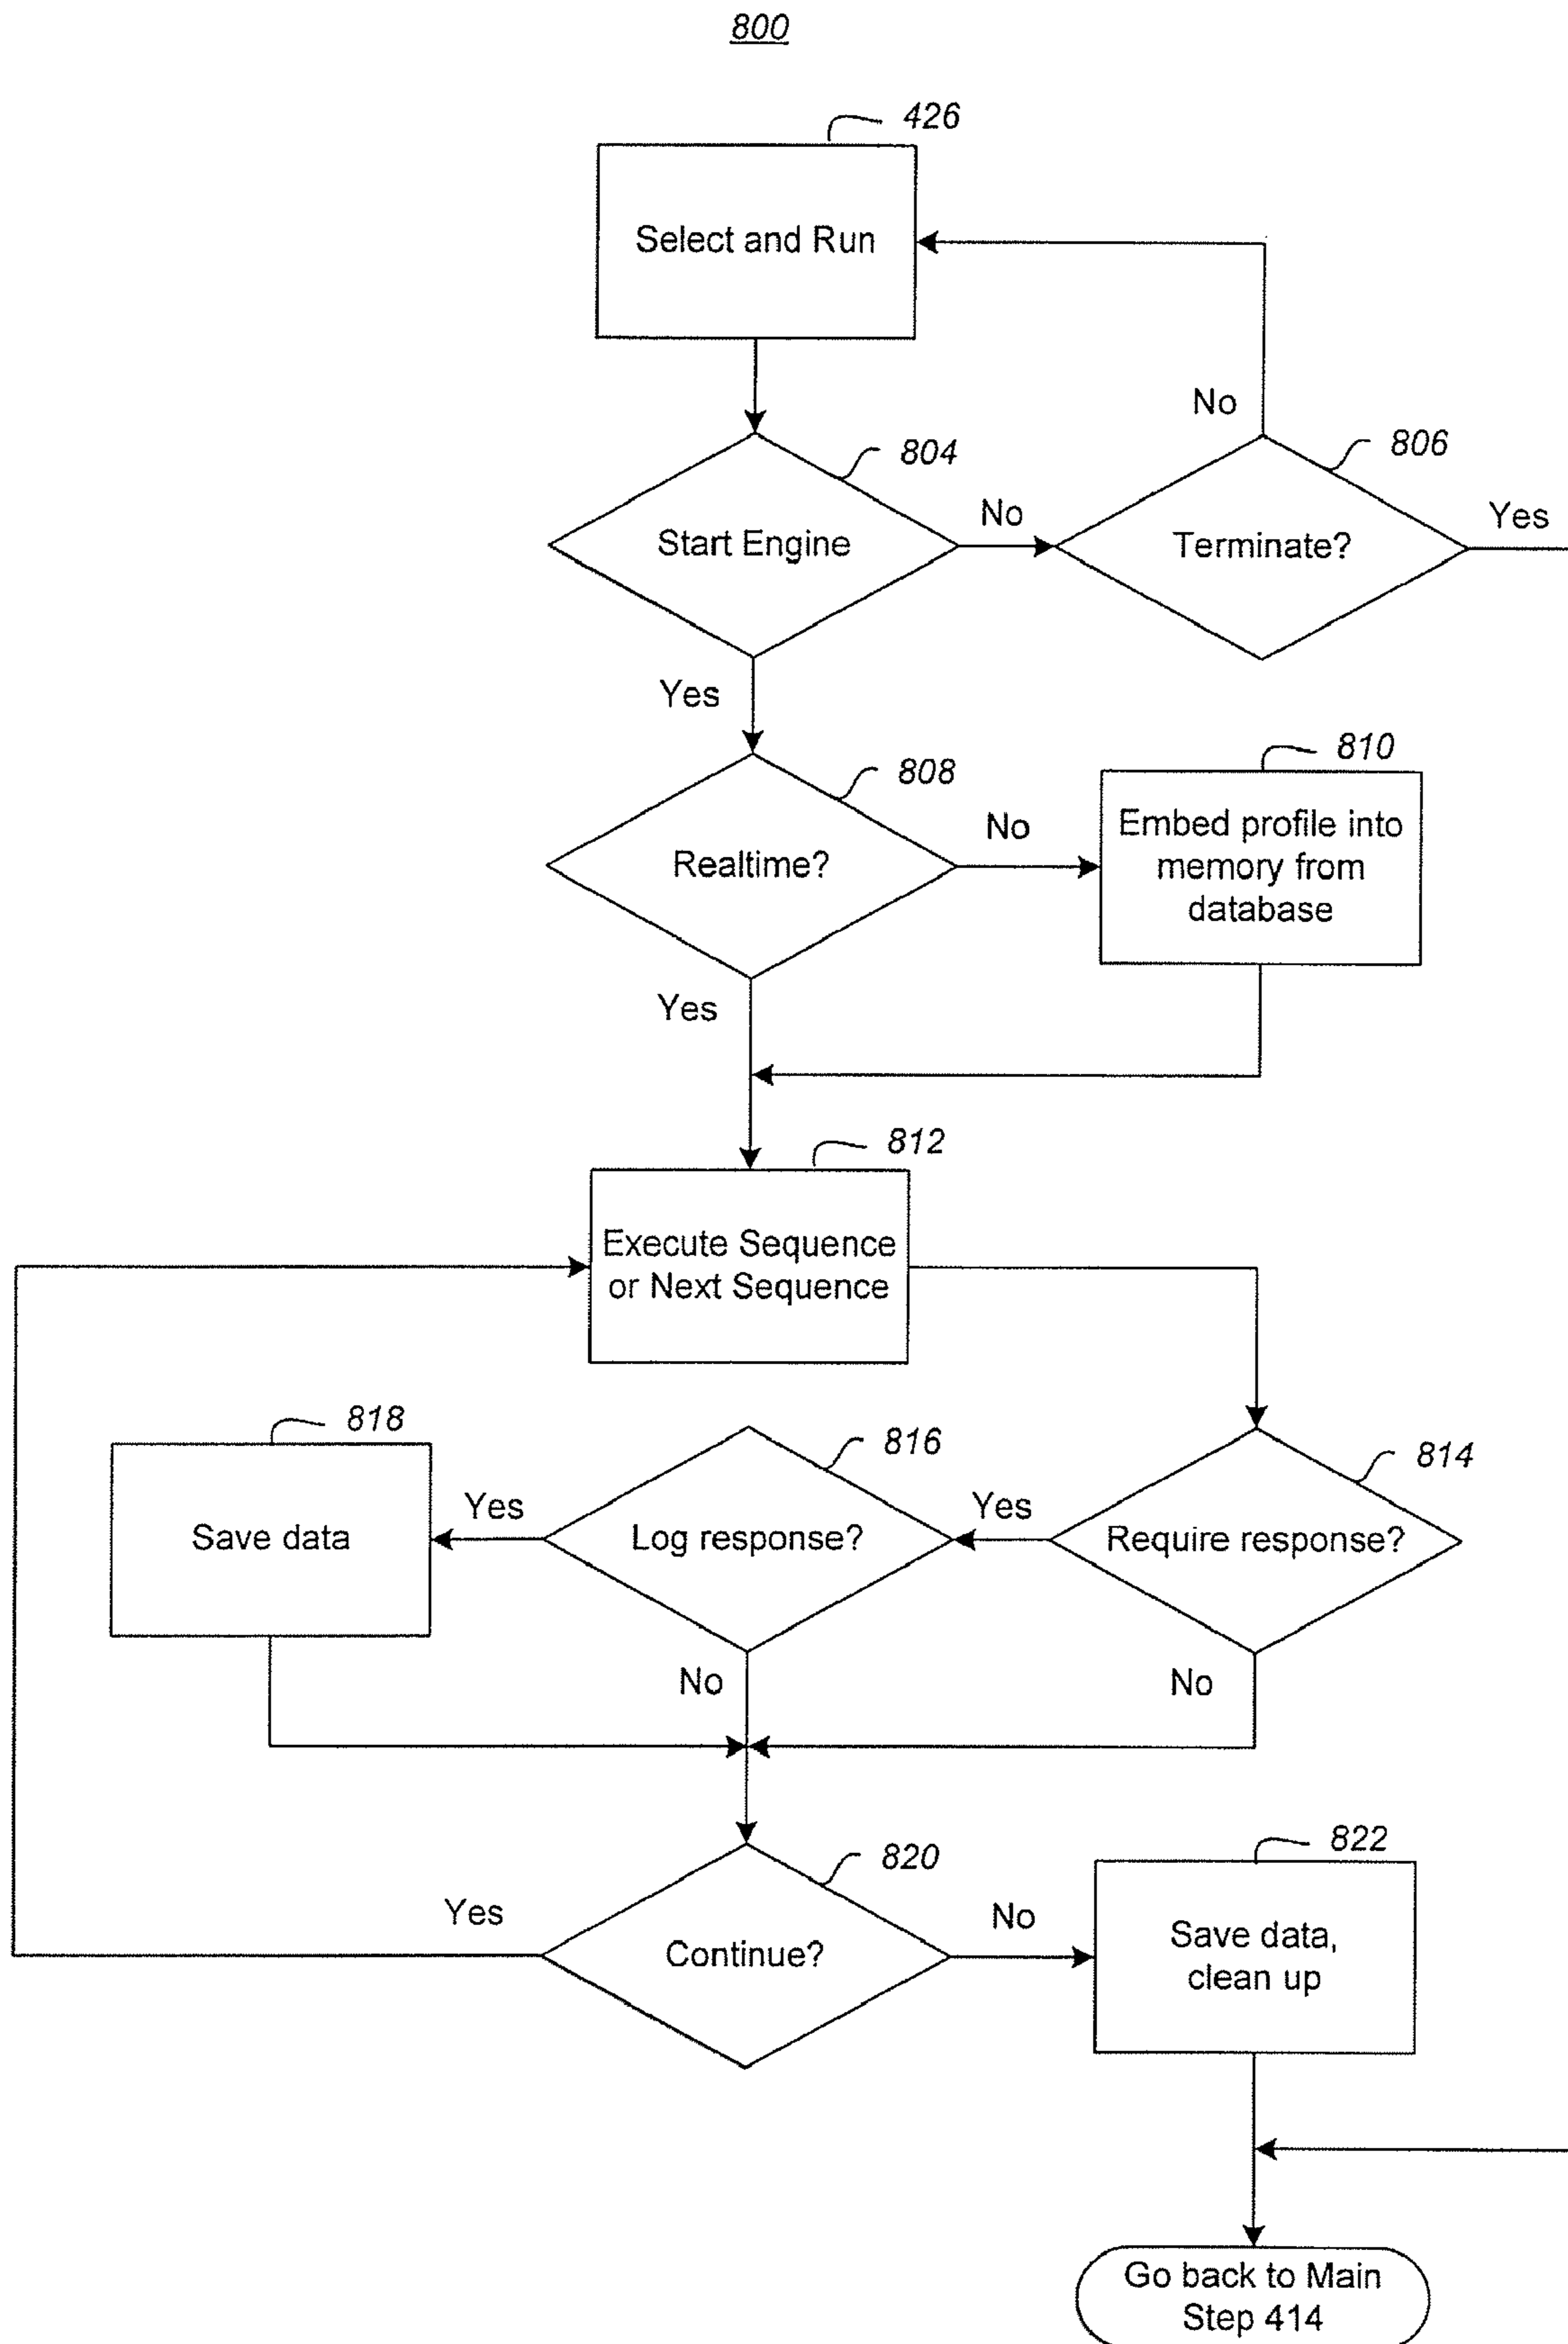 800
426
Select and Run
No
804
806
Start Engine
No
Terminate?
Yes
Yes
808
810
Realtime?
No
Embed profile into
memory from
database
Yes
812
Execute Sequence
or Next Sequence
818
816
814
Save data
Yes
Log response?
Yes
Require response?
No
No
820
822
Yes
Continue?
No
Save data,
clean up
Go back to Main
Step 414